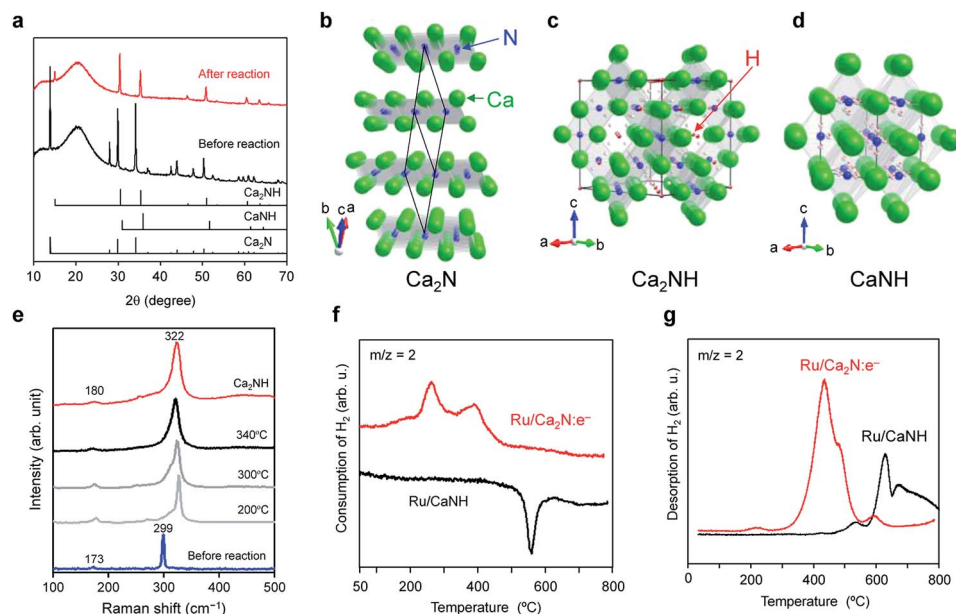 a
After reaction
Before reaction
Ca₂NH
CaNH
Ca₂N
10 20 30 40 50 60 70
2θ (degree)
b
N
Ca
b c a
Ca₂N
c
H
c
a b
Ca₂NH
d
c
a b
CaNH
e
322
180
Ca₂NH
340°C
300°C
200°C
299
173
Before reaction
Intensity (arb. unit)
100 200 300 400 500
Raman shift (cm⁻¹)
f
m/z = 2
Ru/Ca₂N:e⁻
Ru/CaNH
Consumption of H₂ (arb. u.)
50 200 400 600 800
Temperature (ºC)
g
m/z = 2
Ru/Ca₂N:e⁻
Ru/CaNH
Desorption of H₂ (arb. u.)
0 200 400 600 800
Temperature (ºC)